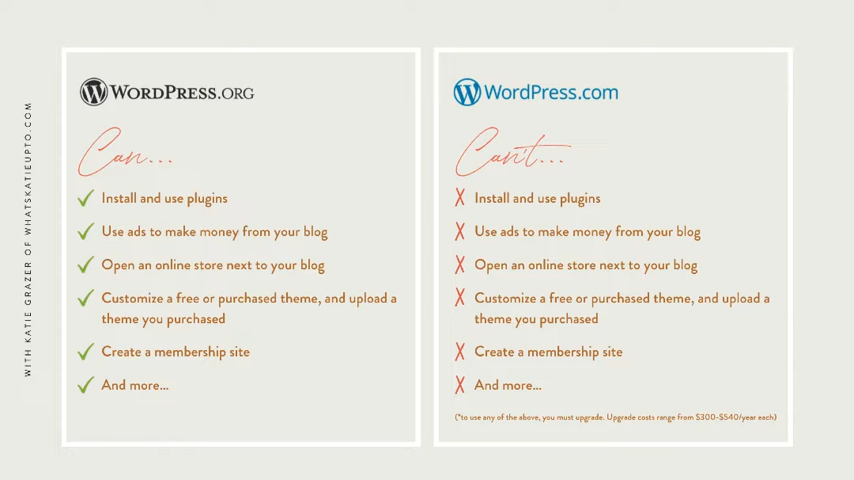 WITH KATIE GRAZER OF WHATSKATIEUPTO.COM
WORDPRESS.ORG
Can...
Install and use plugins
Use ads to make money from your blog
Open an online store next to your blog
Customize a free or purchased theme, and upload a
theme you purchased
Create a membership site
And more...
WordPress.com
Can't...
Install and use plugins
Use ads to make money from your blog
Open an online store next to your blog
Customize a free or purchased theme, and upload a
theme you purchased
Create a membership site
And more...
(*to use any of the above, you must upgrade. Upgrade costs range from $300-$540/year each)